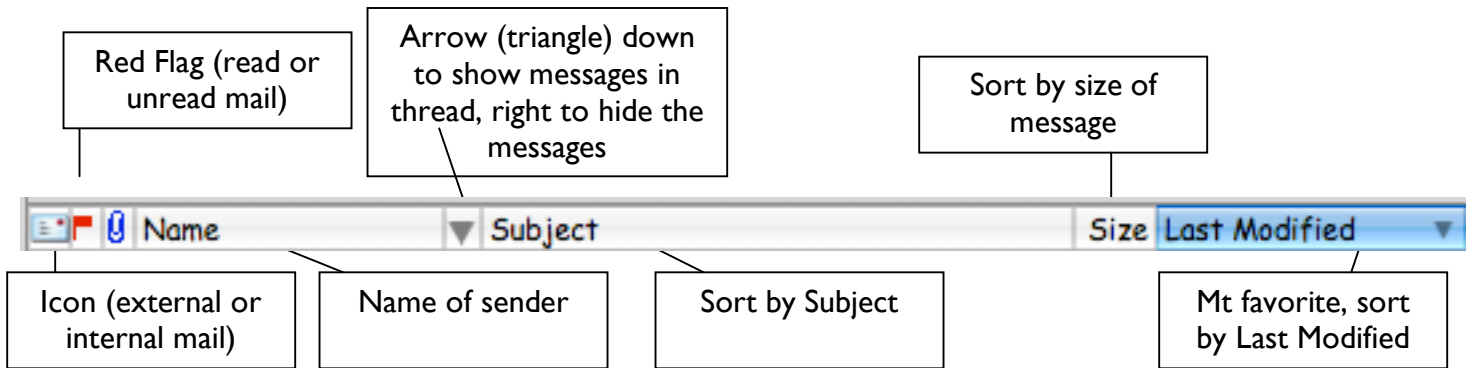 Red Flag (read or
unread mail)
Arrow (triangle) down
to show messages in
thread, right to hide the
messages
Sort by size of
message
Name
Subject
Size
Last Modified
Icon (external or
internal mail)
Name of sender
Sort by Subject
Mt favorite, sort
by Last Modified